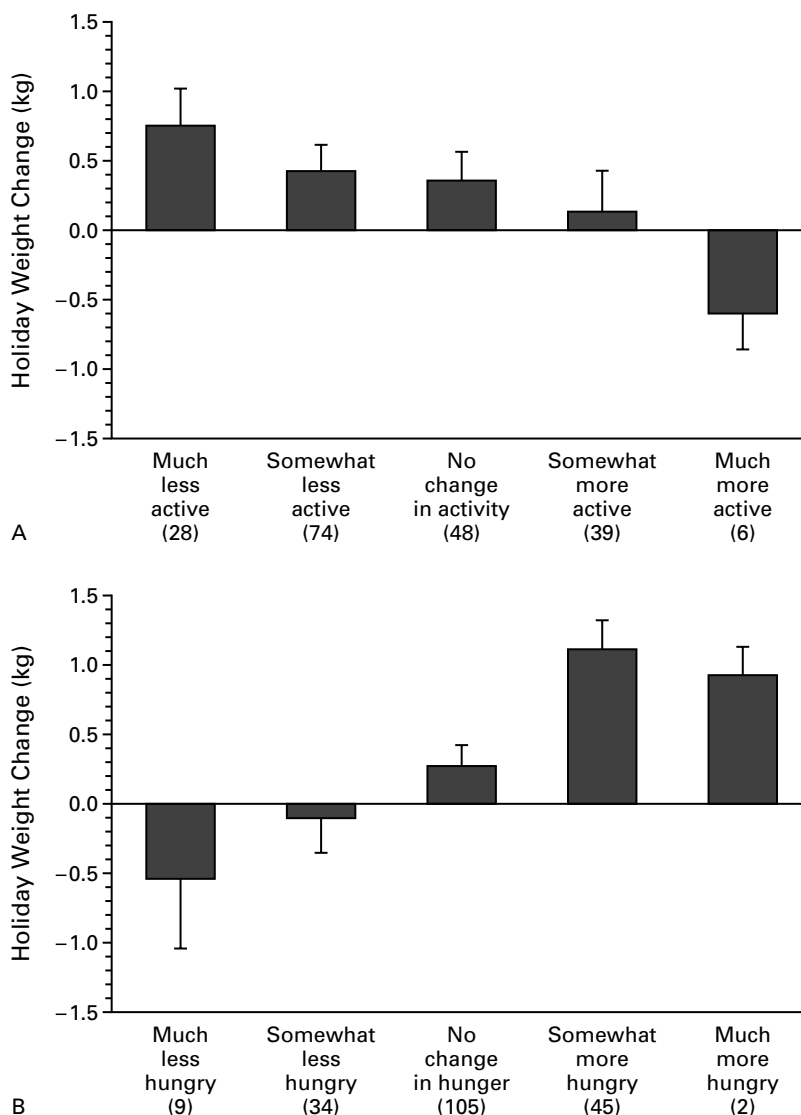 Holiday Weight Change (kg)
1.5
1.0
0.5
0.0
−0.5
−1.0
−1.5
Much less active (28)
Somewhat less active (74)
No change in activity (48)
Somewhat more active (39)
Much more active (6)
A
Holiday Weight Change (kg)
1.5
1.0
0.5
0.0
−0.5
−1.0
−1.5
Much less hungry (9)
Somewhat less hungry (34)
No change in hunger (105)
Somewhat more hungry (45)
Much more hungry (2)
B